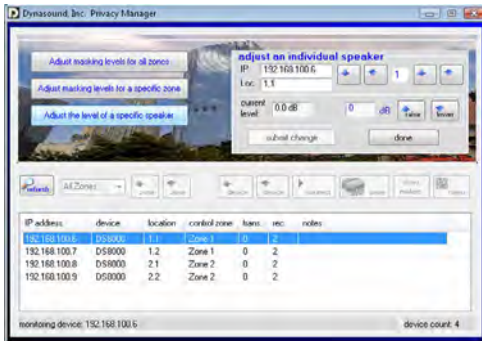 Dynasound, Inc. Privacy Manager
Adjust masking levels for all zones
Adjust masking levels for a specific zone
Adjust the level of a specific speaker
adjust an individual speaker
IP: 192.168.100.6
1
Loc: 1.1
current level: 0.0 dB
0 dB
raise
lower
submit change
done
refresh
All Zones
IP address device location control zone trans. rec. notes
192.168.100.6 DS8000 1.1 Zone 1 0 2
192.168.100.7 DS8000 1.2 Zone 1 0 2
192.168.100.8 DS8000 2.1 Zone 2 0 2
192.168.100.9 DS8000 2.2 Zone 2 0 2
monitoring device: 192.168.100.6
device count: 4